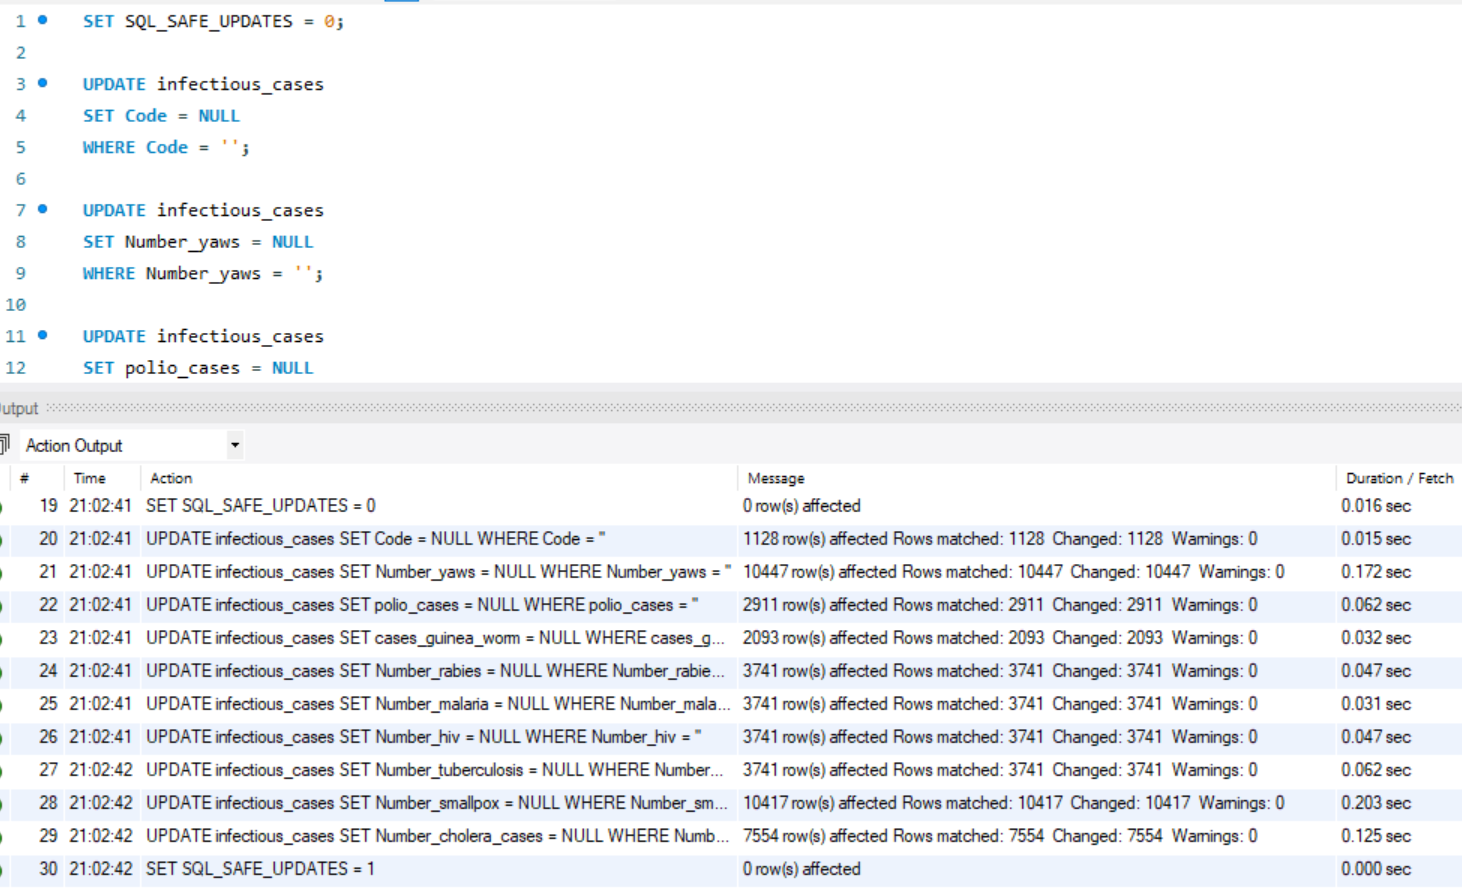 1 SET SQL_SAFE_UPDATES = 0;
2
3 UPDATE infectious_cases
4 SET Code = NULL
5 WHERE Code = '';
6
7 UPDATE infectious_cases
8 SET Number_yaws = NULL
9 WHERE Number_yaws = '';
10
11 UPDATE infectious_cases
12 SET polio_cases = NULL
utput
Action Output
# Time Action Message Duration / Fetch
19 21:02:41 SET SQL_SAFE_UPDATES = 0 0 row(s) affected 0.016 sec
20 21:02:41 UPDATE infectious_cases SET Code = NULL WHERE Code = '' 1128 row(s) affected Rows matched: 1128 Changed: 1128 Warnings: 0 0.015 sec
21 21:02:41 UPDATE infectious_cases SET Number_yaws = NULL WHERE Number_yaws = '' 10447 row(s) affected Rows matched: 10447 Changed: 10447 Warnings: 0 0.172 sec
22 21:02:41 UPDATE infectious_cases SET polio_cases = NULL WHERE polio_cases = '' 2911 row(s) affected Rows matched: 2911 Changed: 2911 Warnings: 0 0.062 sec
23 21:02:41 UPDATE infectious_cases SET cases_guinea_worm = NULL WHERE cases_g... 2093 row(s) affected Rows matched: 2093 Changed: 2093 Warnings: 0 0.032 sec
24 21:02:41 UPDATE infectious_cases SET Number_rabies = NULL WHERE Number_rabie... 3741 row(s) affected Rows matched: 3741 Changed: 3741 Warnings: 0 0.047 sec
25 21:02:41 UPDATE infectious_cases SET Number_malaria = NULL WHERE Number_mala... 3741 row(s) affected Rows matched: 3741 Changed: 3741 Warnings: 0 0.031 sec
26 21:02:41 UPDATE infectious_cases SET Number_hiv = NULL WHERE Number_hiv = '' 3741 row(s) affected Rows matched: 3741 Changed: 3741 Warnings: 0 0.047 sec
27 21:02:42 UPDATE infectious_cases SET Number_tuberculosis = NULL WHERE Number... 3741 row(s) affected Rows matched: 3741 Changed: 3741 Warnings: 0 0.062 sec
28 21:02:42 UPDATE infectious_cases SET Number_smallpox = NULL WHERE Number_sm... 10417 row(s) affected Rows matched: 10417 Changed: 10417 Warnings: 0 0.203 sec
29 21:02:42 UPDATE infectious_cases SET Number_cholera_cases = NULL WHERE Numb... 7554 row(s) affected Rows matched: 7554 Changed: 7554 Warnings: 0 0.125 sec
30 21:02:42 SET SQL_SAFE_UPDATES = 1 0 row(s) affected 0.000 sec